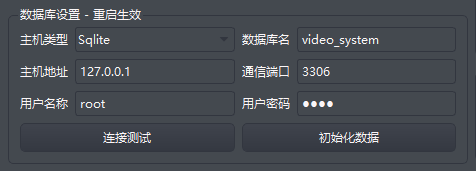 数据库设置 - 重启生效
主机类型 Sqlite 数据库名 video_system
主机地址 127.0.0.1 通信端口 3306
用户名称 root 用户密码 ●●●●
连接测试 初始化数据